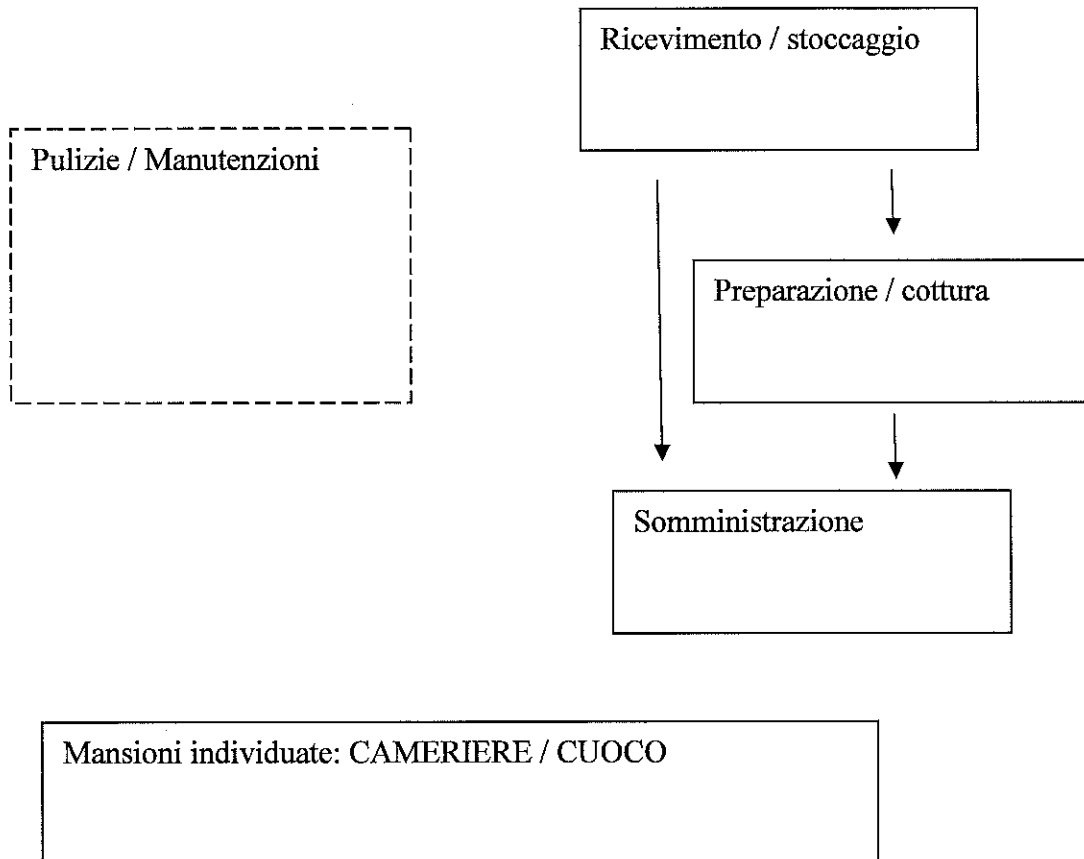 Ricevimento / stoccaggio
Pulizie / Manutenzioni
Preparazione / cottura
Somministrazione
Mansioni individuate: CAMERIERE / CUOCO